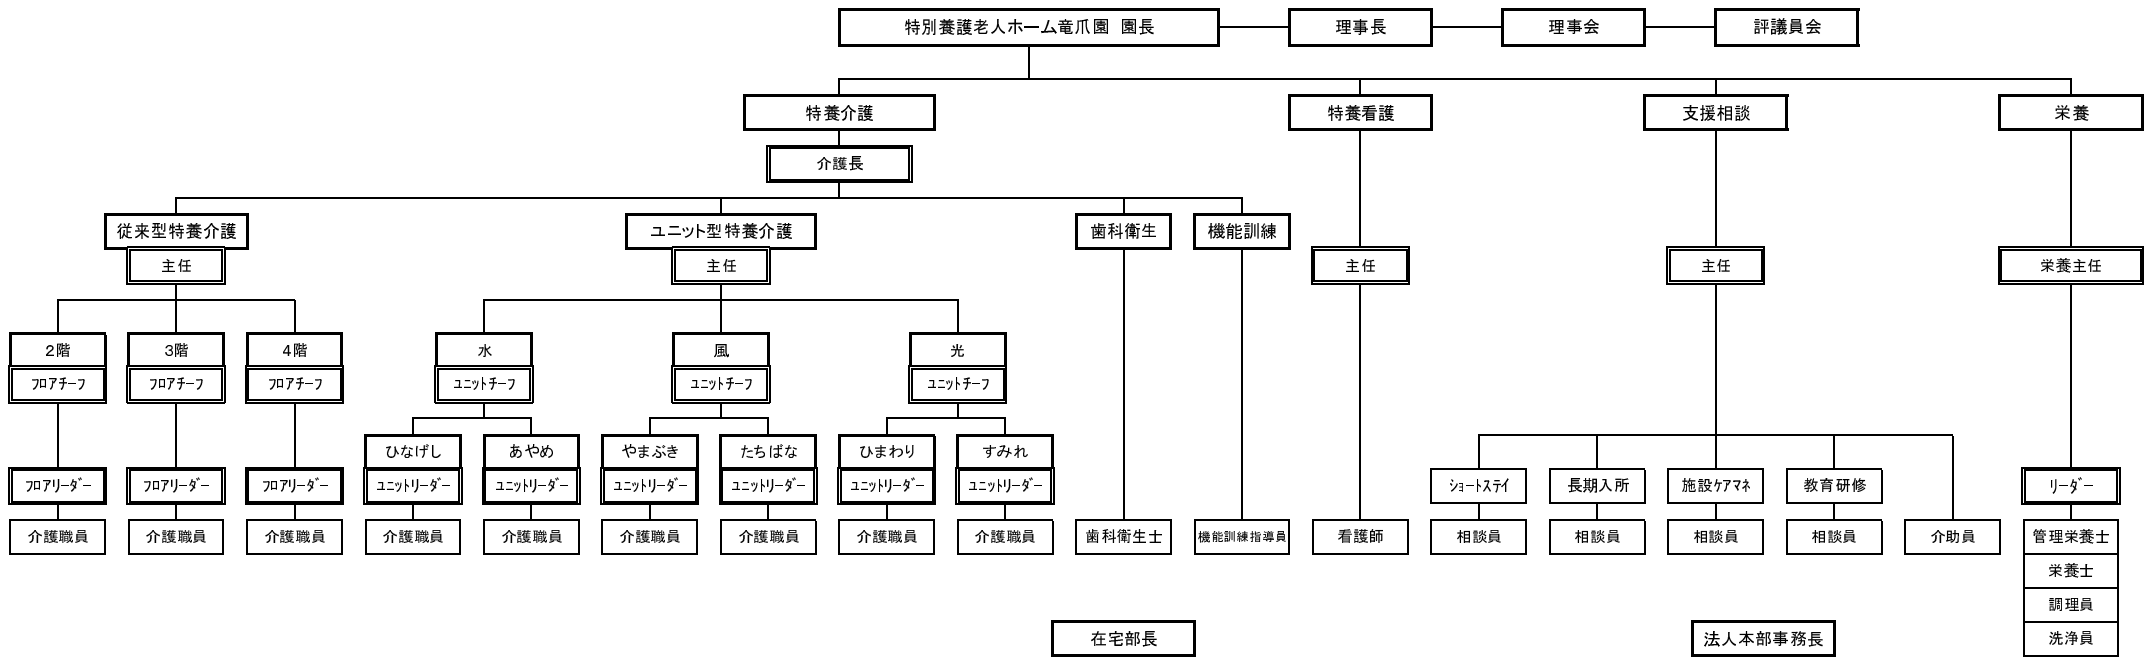 特別養護老人ホーム竜爪園　園長
理事長
理事会
評議員会
特養介護
特養看護
支援相談
栄養
介護長
従来型特養介護
ユニット型特養介護
歯科衛生
機能訓練
主任
主任
主任
主任
栄養主任
2階
3階
4階
水
風
光
ﾌﾛｱﾁｰﾌ
ﾌﾛｱﾁｰﾌ
ﾌﾛｱﾁｰﾌ
ﾕﾆｯﾄﾁｰﾌ
ﾕﾆｯﾄﾁｰﾌ
ﾕﾆｯﾄﾁｰﾌ
ひなげし
あやめ
やまぶき
たちばな
ひまわり
すみれ
ﾌﾛｱﾘｰﾀﾞｰ
ﾌﾛｱﾘｰﾀﾞｰ
ﾌﾛｱﾘｰﾀﾞｰ
ﾕﾆｯﾄﾘｰﾀﾞｰ
ﾕﾆｯﾄﾘｰﾀﾞｰ
ﾕﾆｯﾄﾘｰﾀﾞｰ
ﾕﾆｯﾄﾘｰﾀﾞｰ
ﾕﾆｯﾄﾘｰﾀﾞｰ
ﾕﾆｯﾄﾘｰﾀﾞｰ
ｼｮｰﾄｽﾃｲ
長期入所
施設ｹｱﾏﾈ
教育研修
ﾘｰﾀﾞｰ
介護職員
介護職員
介護職員
介護職員
介護職員
介護職員
介護職員
介護職員
介護職員
歯科衛生士
機能訓練指導員
看護師
相談員
相談員
相談員
相談員
介助員
管理栄養士
栄養士
調理員
洗浄員
在宅部長
法人本部事務長